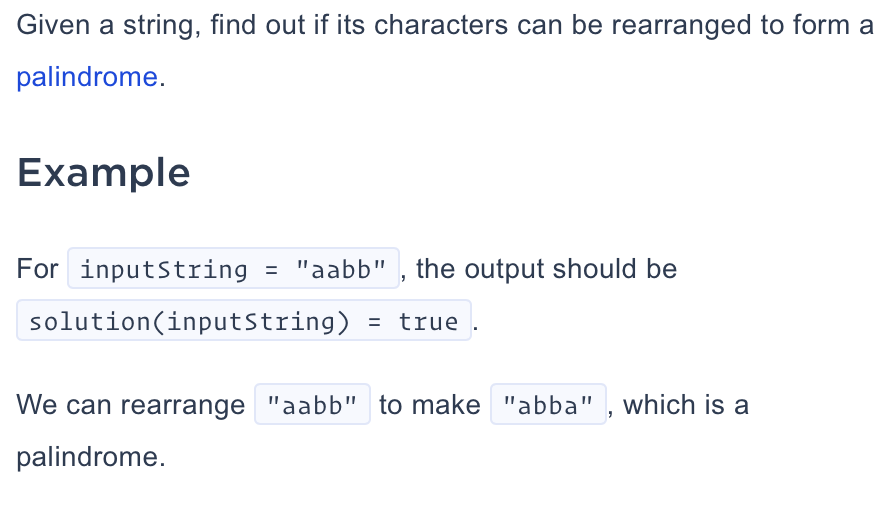 Given a string, find out if its characters can be rearranged to form a
palindrome.
Example
For inputString = "aabb", the output should be
solution(inputString) = true.
We can rearrange "aabb" to make "abba", which is a
palindrome.